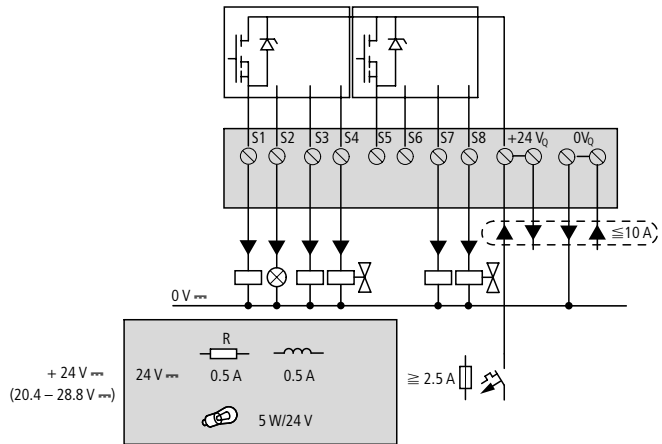 S1 S2 S3 S4 S5 S6 S7 S8 +24 VQ 0VQ
≦10 A
0 V ⎓
R
+ 24 V ⎓
24 V ⎓
0.5 A 0.5 A
≧ 2.5 A
(20.4 – 28.8 V ⎓)
5 W/24 V